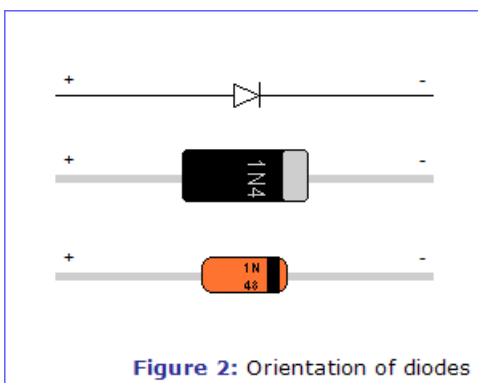 + -
+ -
1N4
+ -
1N
48
Figure 2: Orientation of diodes